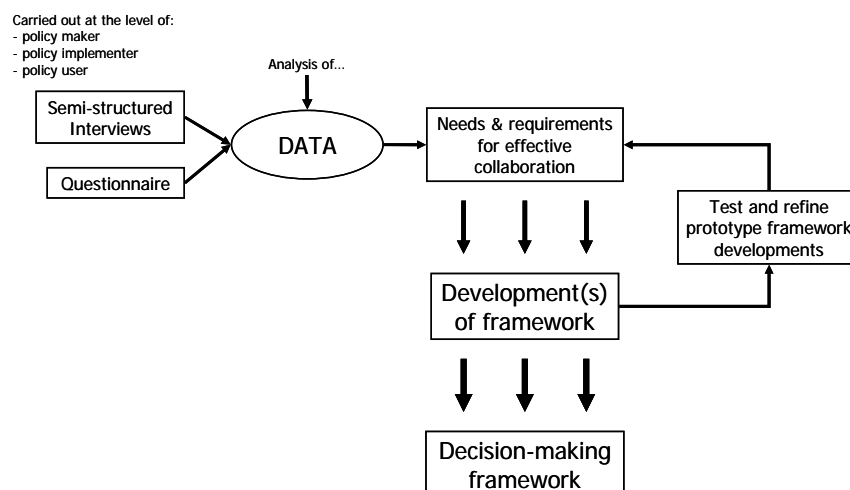 Carried out at the level of:
- policy maker
- policy implementer
- policy user
Analysis of...
Semi-structured
Interviews
Questionnaire
DATA
Needs & requirements
for effective
collaboration
Test and refine
prototype framework
developments
Development(s)
of framework
Decision-making
framework